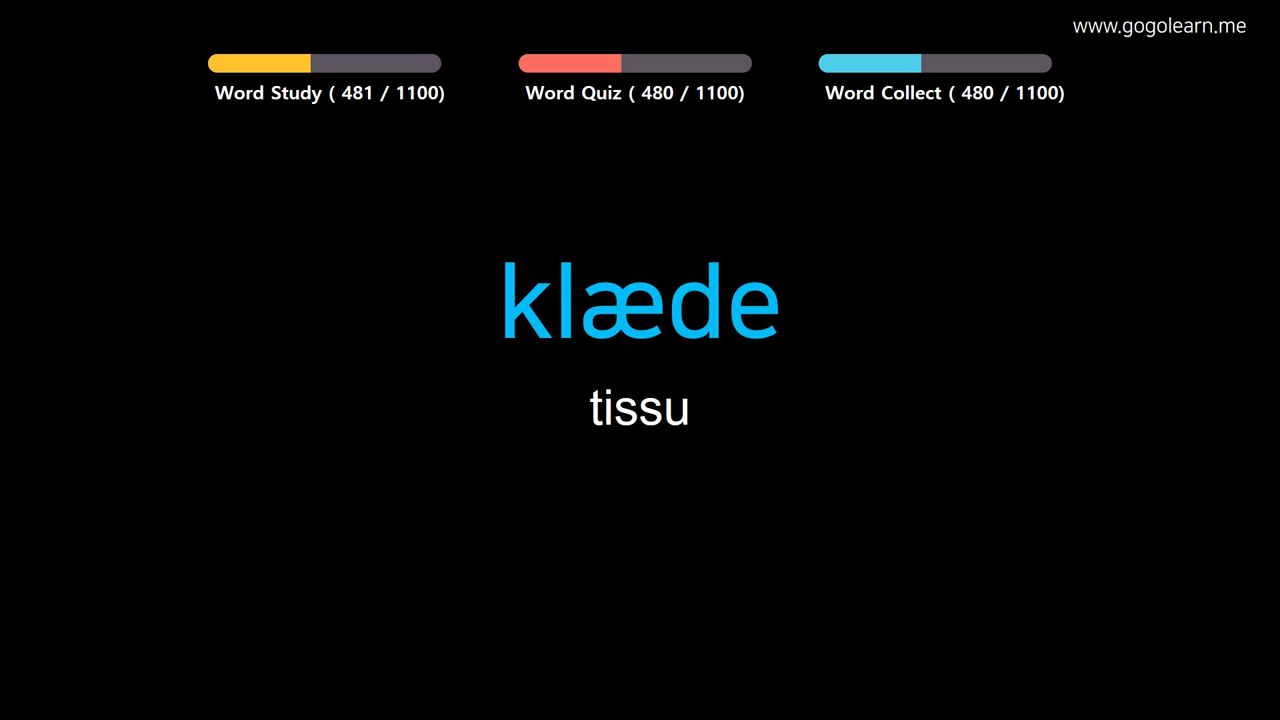 www.gogolearn.me
Word Study ( 481 / 1100)
Word Quiz ( 480 / 1100)
Word Collect ( 480 / 1100)
klæde
tissu